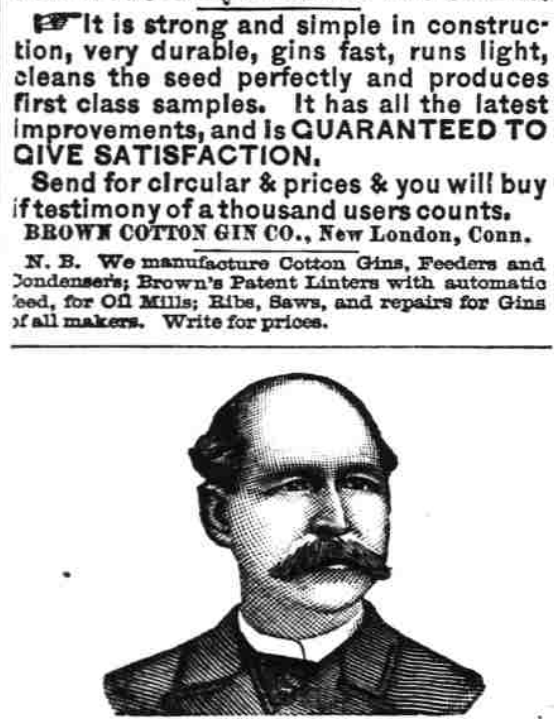 ☛It is strong and simple in construc-
tion, very durable, gins fast, runs light,
cleans the seed perfectly and produces
first class samples. It has all the latest
improvements, and is GUARANTEED TO
GIVE SATISFACTION.
Send for circular & prices & you will buy
if testimony of a thousand users counts.
BROWN COTTON GIN CO., New London, Conn.
N. B. We manufacture Cotton Gins, Feeders and
Condensers; Brown's Patent Linters with automatic
feed, for Oil Mills; Ribs, Saws, and repairs for Gins
of all makers. Write for prices.